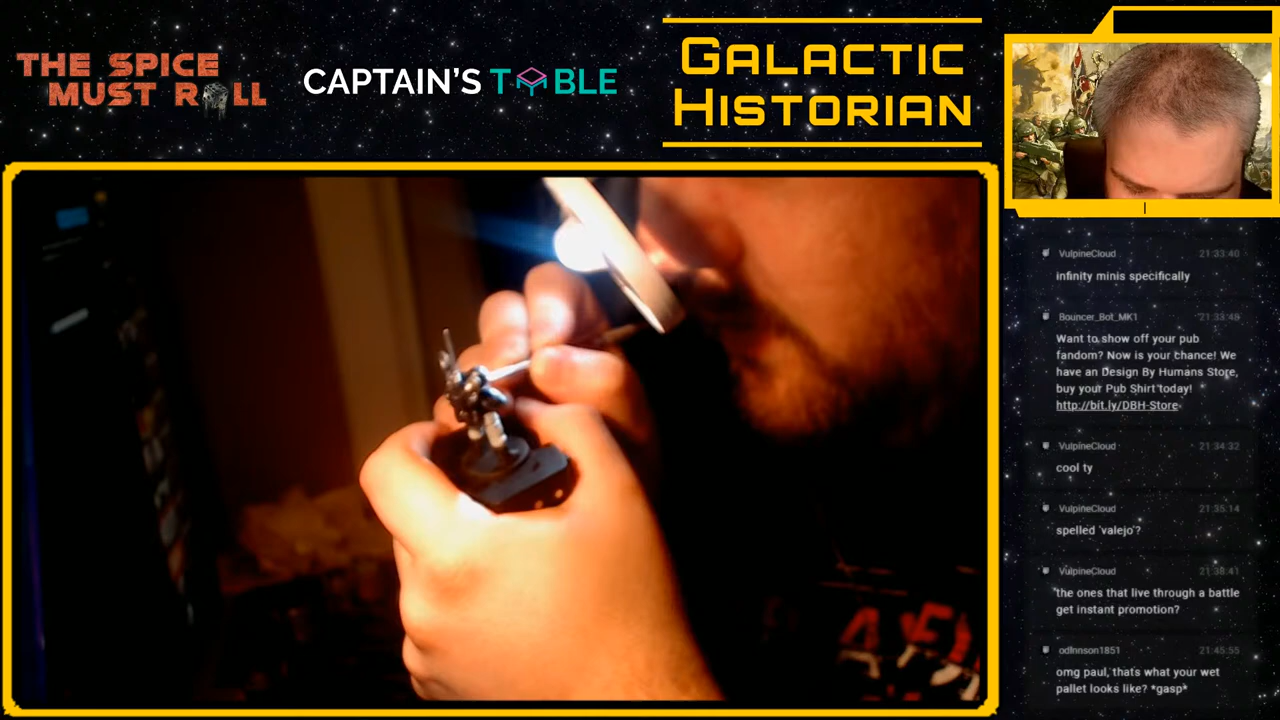 THE SPICE
MUST ROLL
CAPTAIN'S TABLE
GALACTIC
HISTORIAN
VulpineCloud 21:33:40
infinity minis specifically
Bouncer_Bot_MK1 21:33:48
Want to show off your pub
fandom? Now is your chance! We
have an Design By Humans Store,
buy your Pub Shirt today!
http://bit.ly/DBH-Store
VulpineCloud 21:34:32
cool ty
VulpineCloud 21:35:14
spelled 'valejo'?
VulpineCloud 21:38:41
the ones that live through a battle
get instant promotion?
odinnson1851 21:45:55
omg paul, that's what your wet
pallet looks like? *gasp*